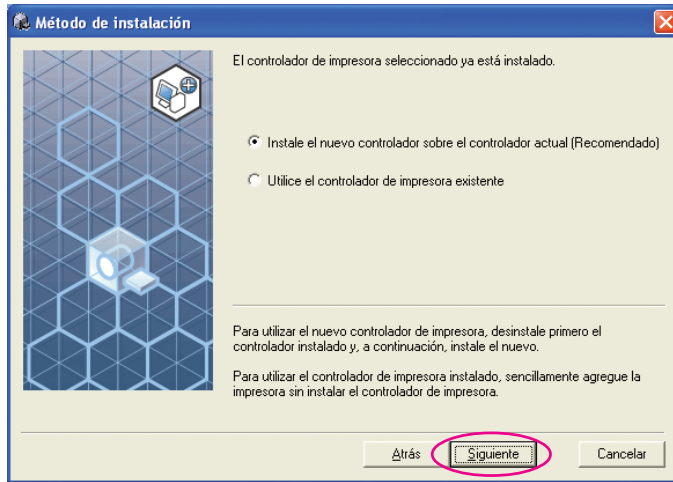 Método de instalación
El controlador de impresora seleccionado ya está instalado.
Instale el nuevo controlador sobre el controlador actual (Recomendado)
Utilice el controlador de impresora existente
Para utilizar el nuevo controlador de impresora, desinstale primero el
controlador instalado y, a continuación, instale el nuevo.
Para utilizar el controlador de impresora instalado, sencillamente agregue la
impresora sin instalar el controlador de impresora.
Atrás
Siguiente
Cancelar